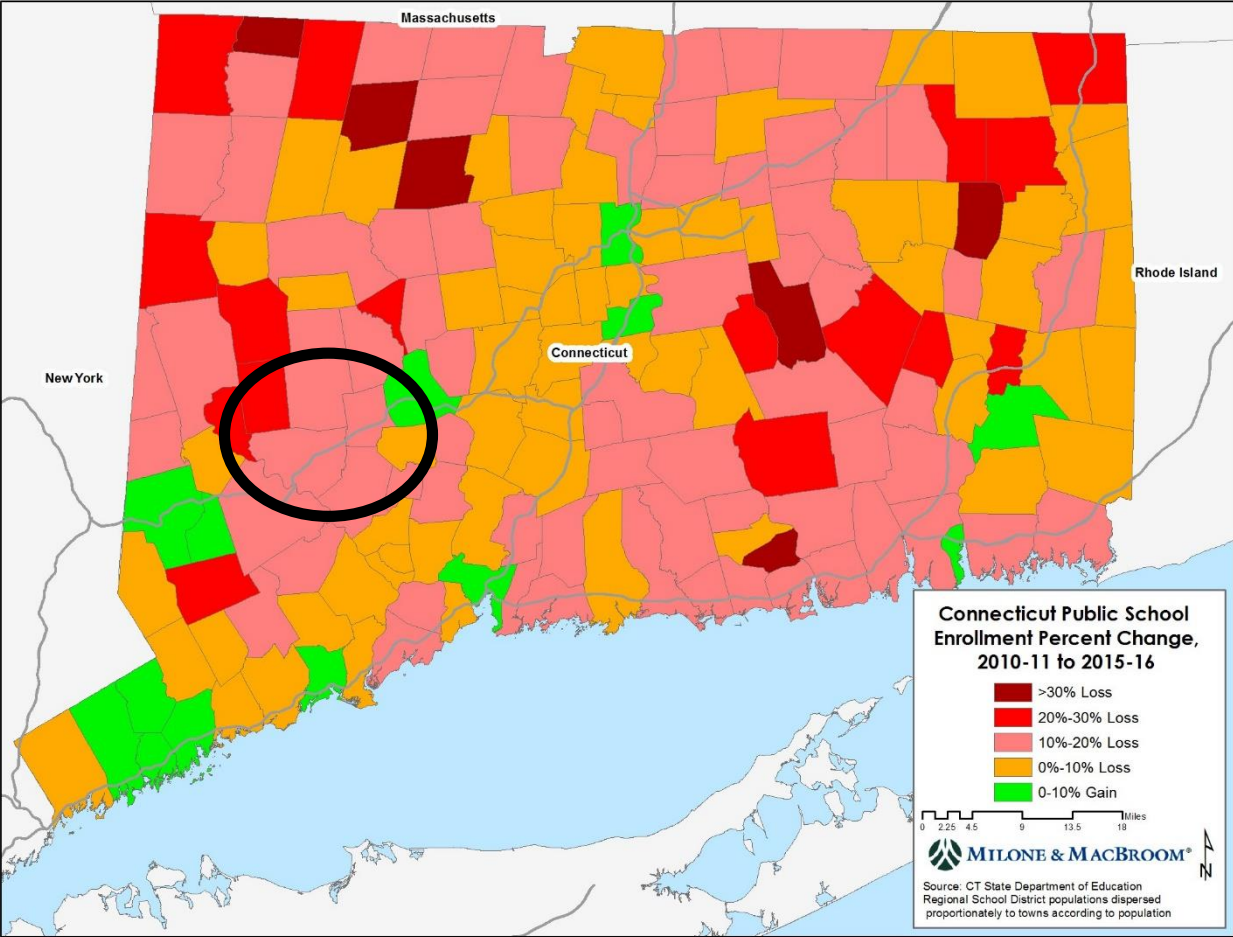 Massachusetts
Rhode Island
Connecticut
New York
Connecticut Public School
Enrollment Percent Change,
2010-11 to 2015-16
>30% Loss
20%-30% Loss
10%-20% Loss
0%-10% Loss
0-10% Gain
Miles
0 2.25 4.5 9 13.5 18
MILONE & MACBROOM®
N
Source: CT State Department of Education
Regional School District populations dispersed
proportionately to towns according to population